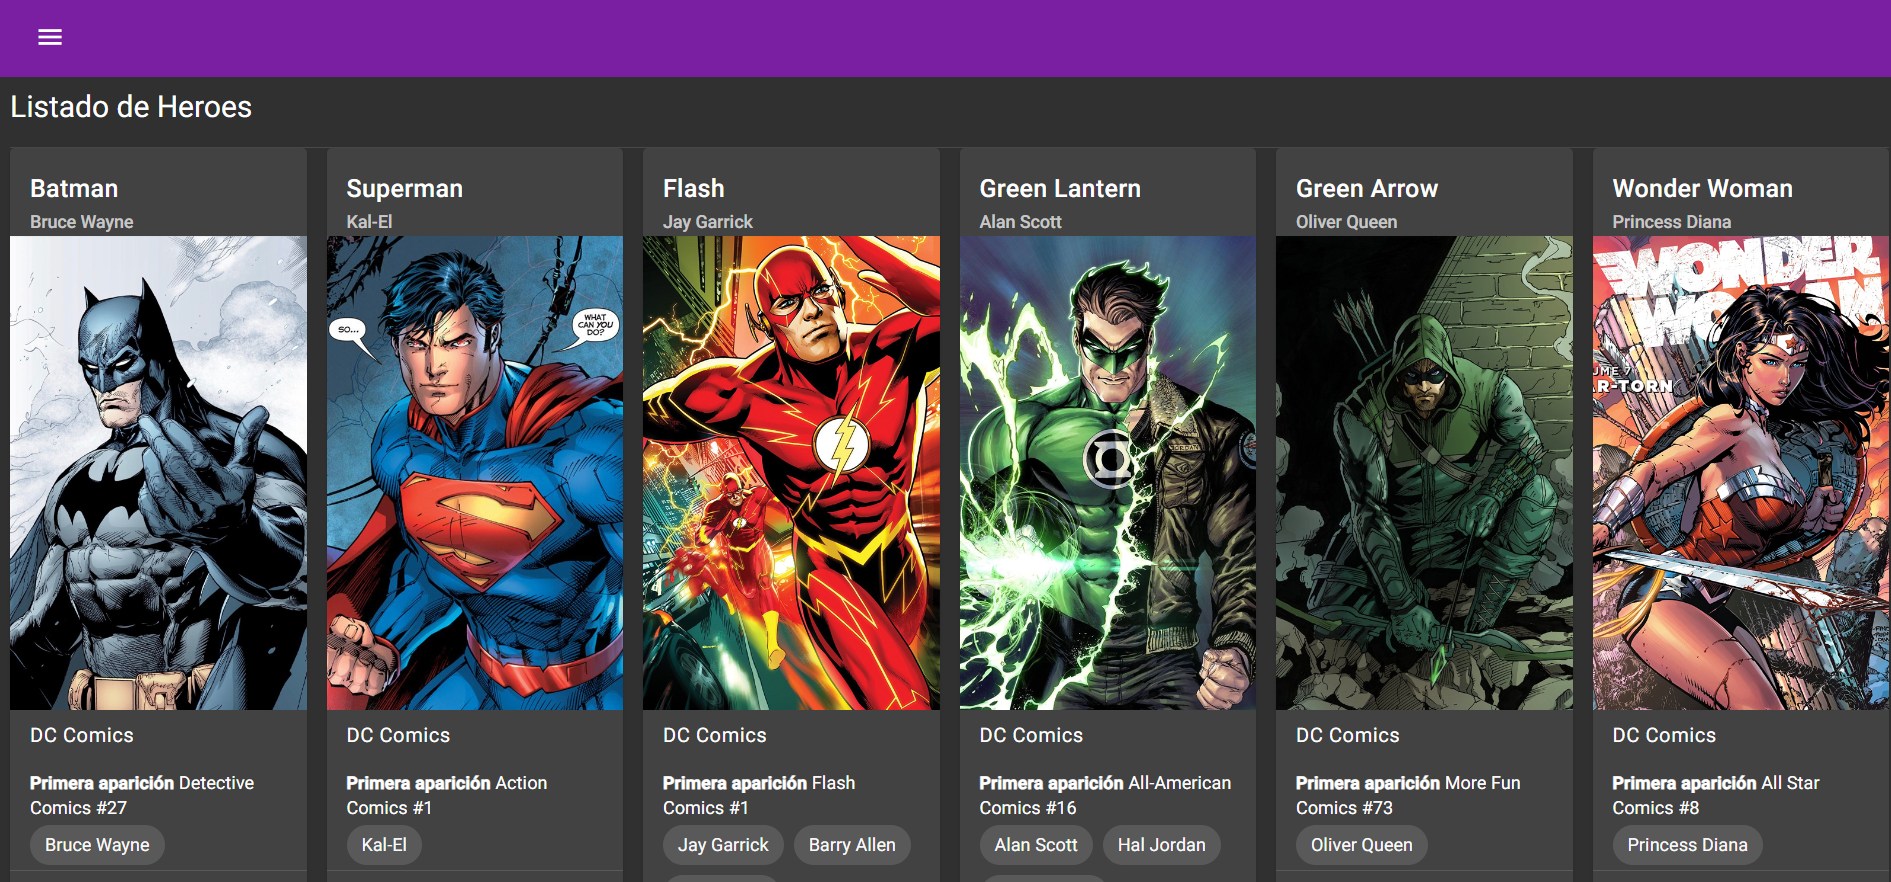 Listado de Heroes
Batman
Bruce Wayne
SO...
WHAT
CAN YOU
DO?
DC Comics
Primera aparición Detective
Comics #27
Bruce Wayne
Superman
Kal-El
DC Comics
Primera aparición Action
Comics #1
Kal-El
Flash
Jay Garrick
DC Comics
Primera aparición Flash
Comics #1
Jay Garrick
Barry Allen
Green Lantern
Alan Scott
DC Comics
Primera aparición All-American
Comics #16
Alan Scott
Hal Jordan
Green Arrow
Oliver Queen
DC Comics
Primera aparición More Fun
Comics #73
Oliver Queen
Wonder Woman
Princess Diana
WONDER
WOMAN
UME 7
R-TORN
DC Comics
Primera aparición All Star
Comics #8
Princess Diana